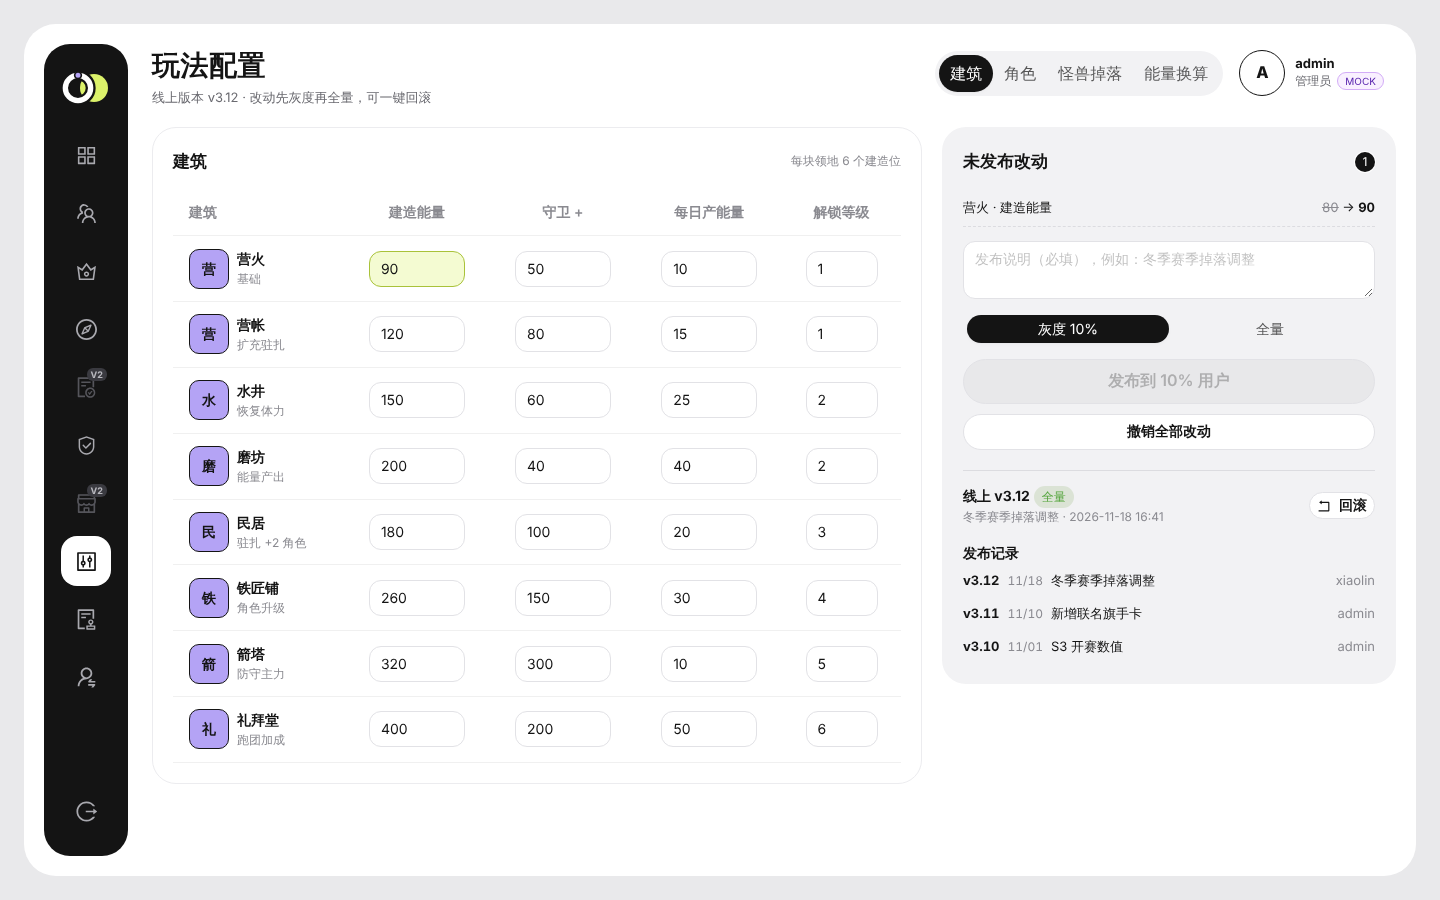 玩法配置
线上版本 v3.12 · 改动先灰度再全量，可一键回滚
建筑 角色 怪兽掉落 能量换算
A
admin
管理员 MOCK
V2
V2
建筑
每块领地 6 个建造位
建筑 建造能量 守卫 + 每日产能量 解锁等级
营 营火 90 50 10 1
基础
营 营帐 120 80 15 1
扩充驻扎
水 水井 150 60 25 2
恢复体力
磨 磨坊 200 40 40 2
能量产出
民 民居 180 100 20 3
驻扎 +2 角色
铁 铁匠铺 260 150 30 4
角色升级
箭 箭塔 320 300 10 5
防守主力
礼 礼拜堂 400 200 50 6
跑团加成
未发布改动 1
营火 · 建造能量 80 → 90
发布说明（必填），例如：冬季赛季掉落调整
灰度 10% 全量
发布到 10% 用户
撤销全部改动
线上 v3.12 全量
冬季赛季掉落调整 · 2026-11-18 16:41
回滚
发布记录
v3.12 11/18 冬季赛季掉落调整 xiaolin
v3.11 11/10 新增联名旗手卡 admin
v3.10 11/01 S3 开赛数值 admin